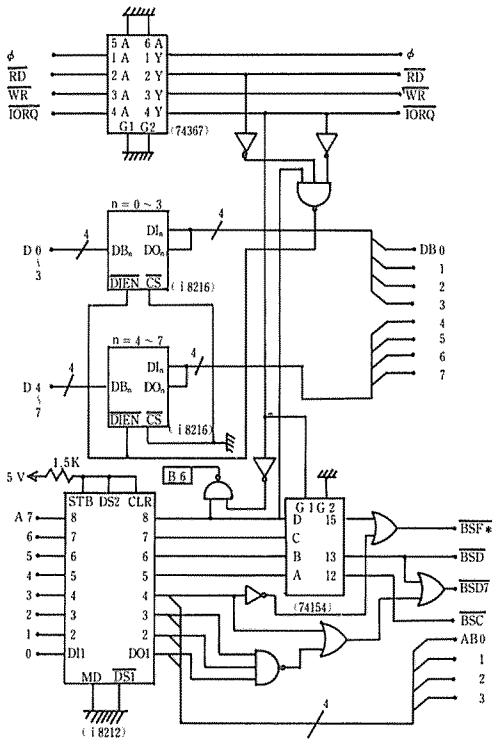 5 A 6 A
φ 1 A 1 Y φ
RD 2 A 2 Y RD
WR 3 A 3 Y WR
IORQ 4 A 4 Y IORQ
G1 G2
(74367)
n = 0 ~ 3
4
4
DIn
D 0
~
3
DBn
DOn
DIEN CS
(i8216)
DB 0
1
2
3
4
5
6
7
n = 4 ~ 7
4
4
DIn
D 4
~
7
DBn
DOn
DIEN CS
(i8216)
1.5K
5 V
B 6
STB DS2 CLR
G 1 G 2
A 7 8 8 D 15 BSF*
6 7 7 C
5 6 6 B 13 BSD
4 5 5 A 12
3 4 4 BSD7
(74154)
2 3 3 BSC
1 2 2 AB 0
0 DI1 DO1 1
MD DS1 2
3
4
(i8212)